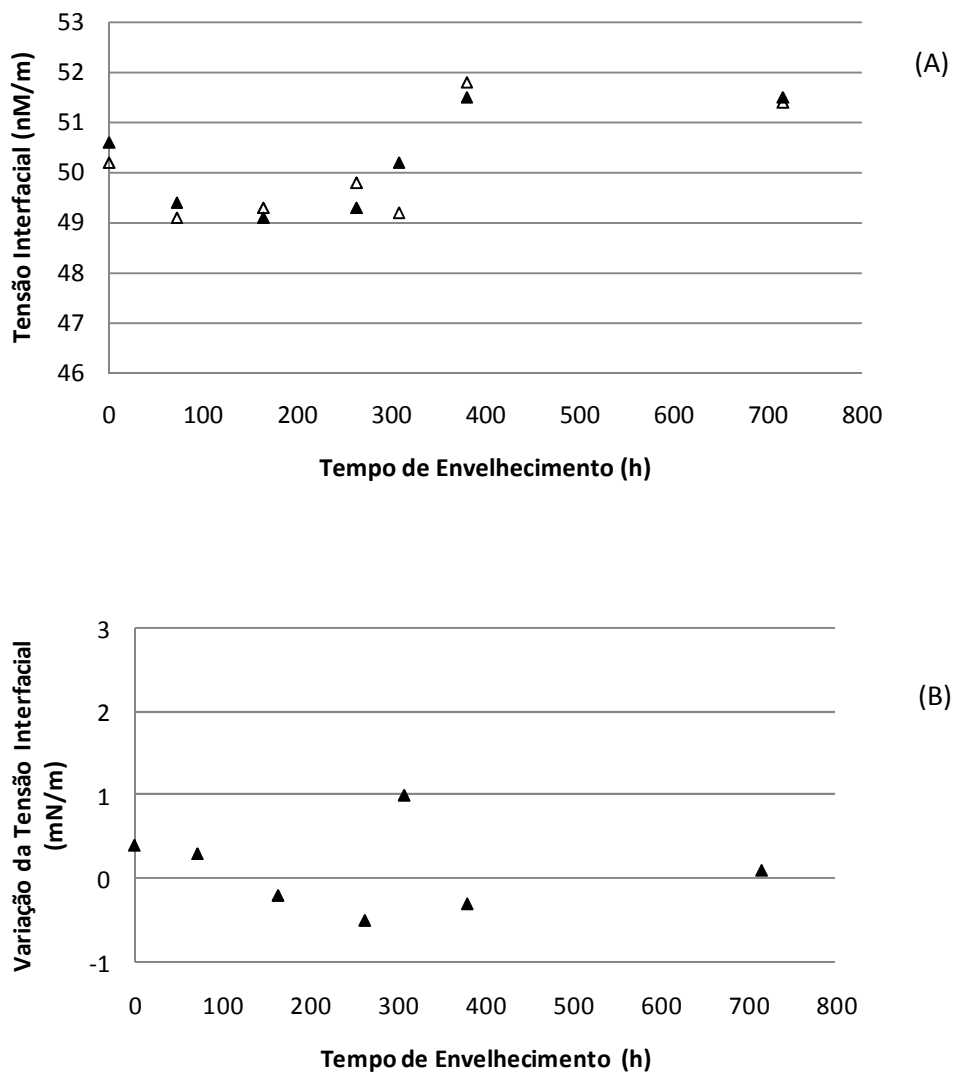 53
52
51
50
49
48
47
46
Tensão Interfacial (nM/m)
(A)
0 100 200 300 400 500 600 700 800
Tempo de Envelhecimento (h)
3
2
1
0
-1
Variação da Tensão Interfacial
(mN/m)
(B)
0 100 200 300 400 500 600 700 800
Tempo de Envelhecimento (h)